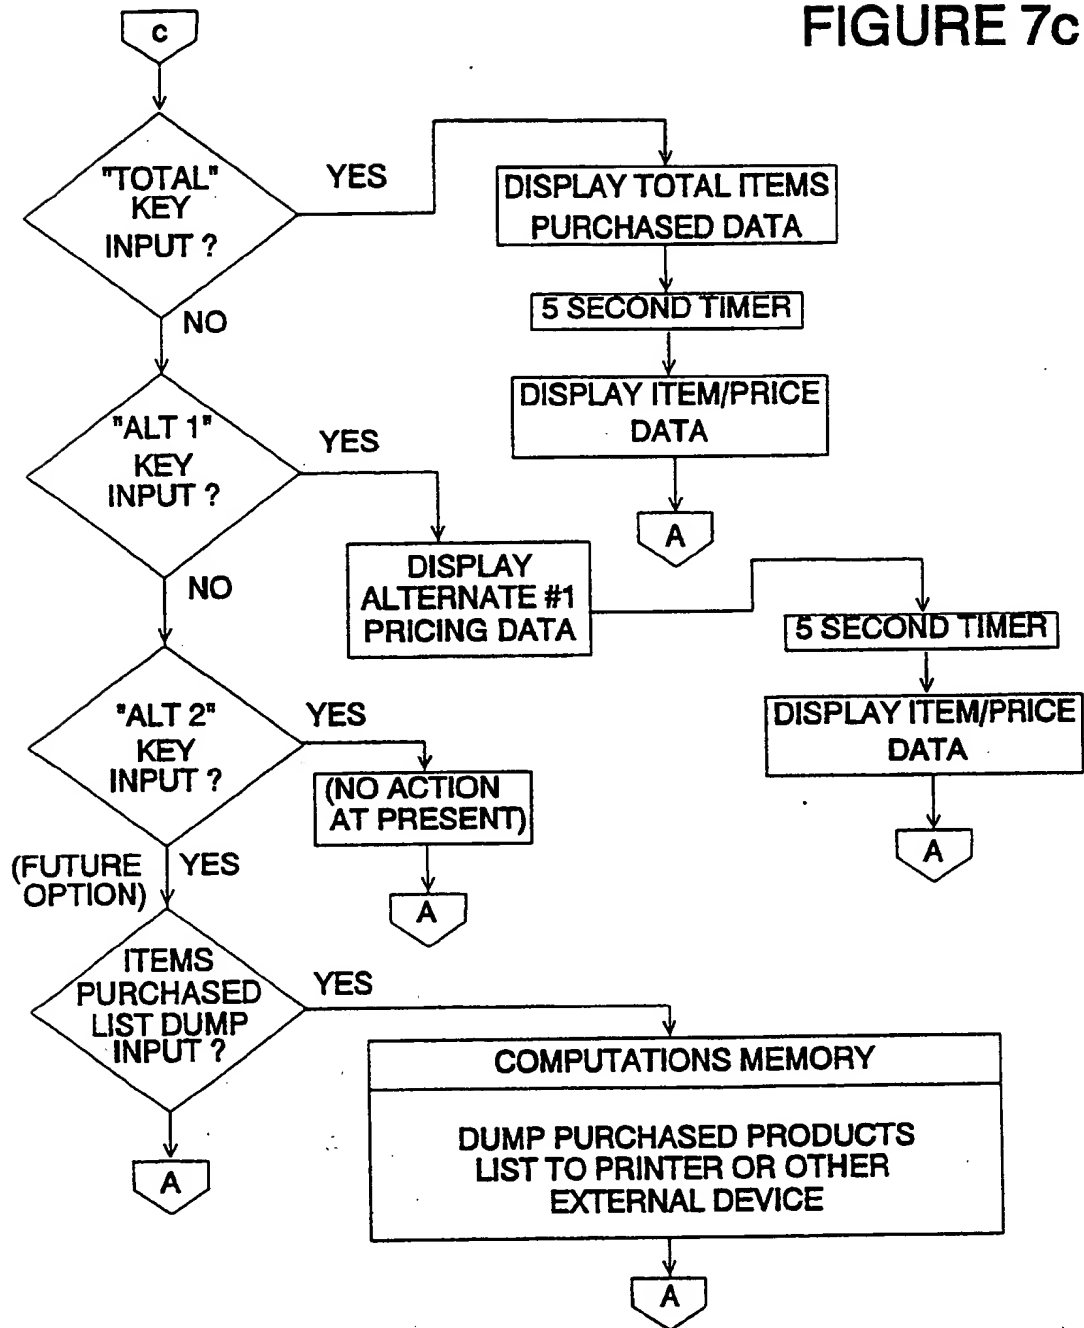 FIGURE 7c
c
"TOTAL"
KEY
INPUT ?
YES
DISPLAY TOTAL ITEMS
PURCHASED DATA
5 SECOND TIMER
DISPLAY ITEM/PRICE
DATA
A
NO
"ALT 1"
KEY
INPUT ?
YES
DISPLAY
ALTERNATE #1
PRICING DATA
5 SECOND TIMER
DISPLAY ITEM/PRICE
DATA
A
NO
"ALT 2"
KEY
INPUT ?
YES
(NO ACTION
AT PRESENT)
A
(FUTURE
OPTION)
YES
ITEMS
PURCHASED
LIST DUMP
INPUT ?
YES
COMPUTATIONS MEMORY
DUMP PURCHASED PRODUCTS
LIST TO PRINTER OR OTHER
EXTERNAL DEVICE
A
A